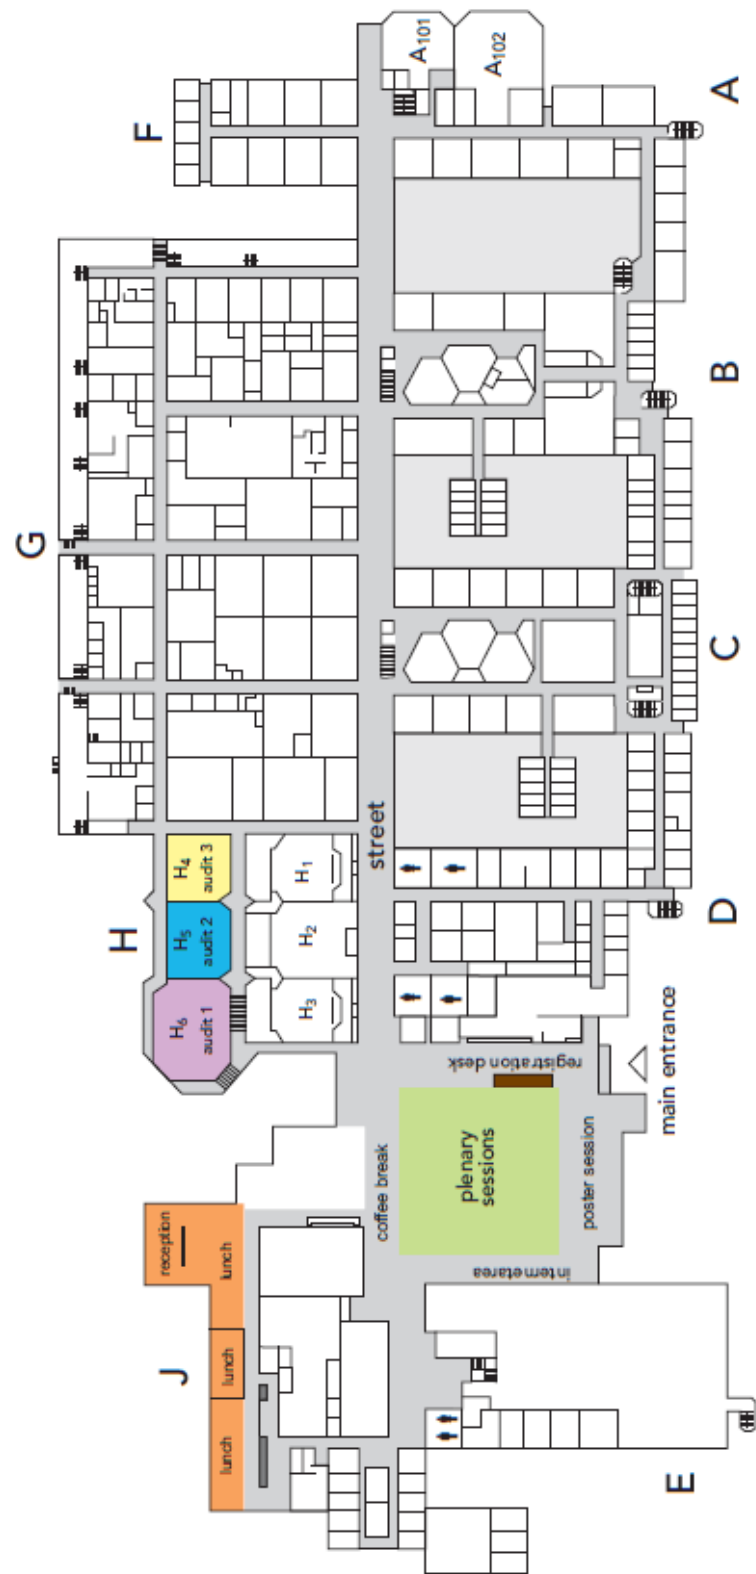 A101
A102
A
F
B
G
C
street
H4
audit 3
H5
audit 2
H6
audit 1
H
H1
H2
H3
D
registration desk
main entrance
plenary
sessions
coffee break
poster session
internetarea
reception
lunch
lunch
lunch
J
E